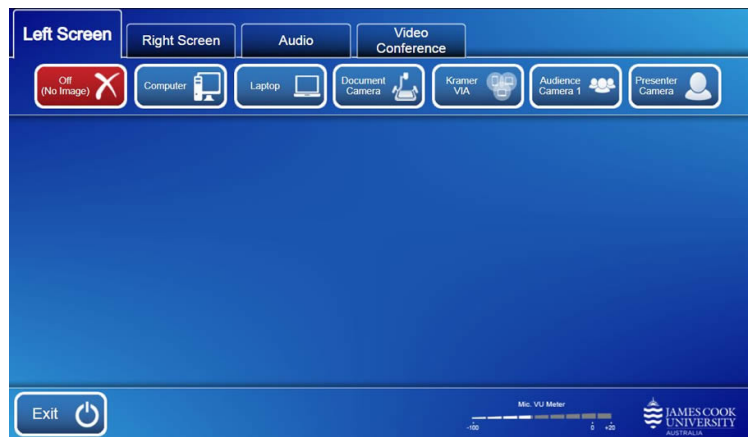 Left Screen
Right Screen
Audio
Video
Conference
Off
(No Image)
Computer
Laptop
Document
Camera
Kramer
VIA
Audience
Camera 1
Presenter
Camera
Exit
Mic. VU Meter
-100
0
+20
JAMES COOK
UNIVERSITY
AUSTRALIA